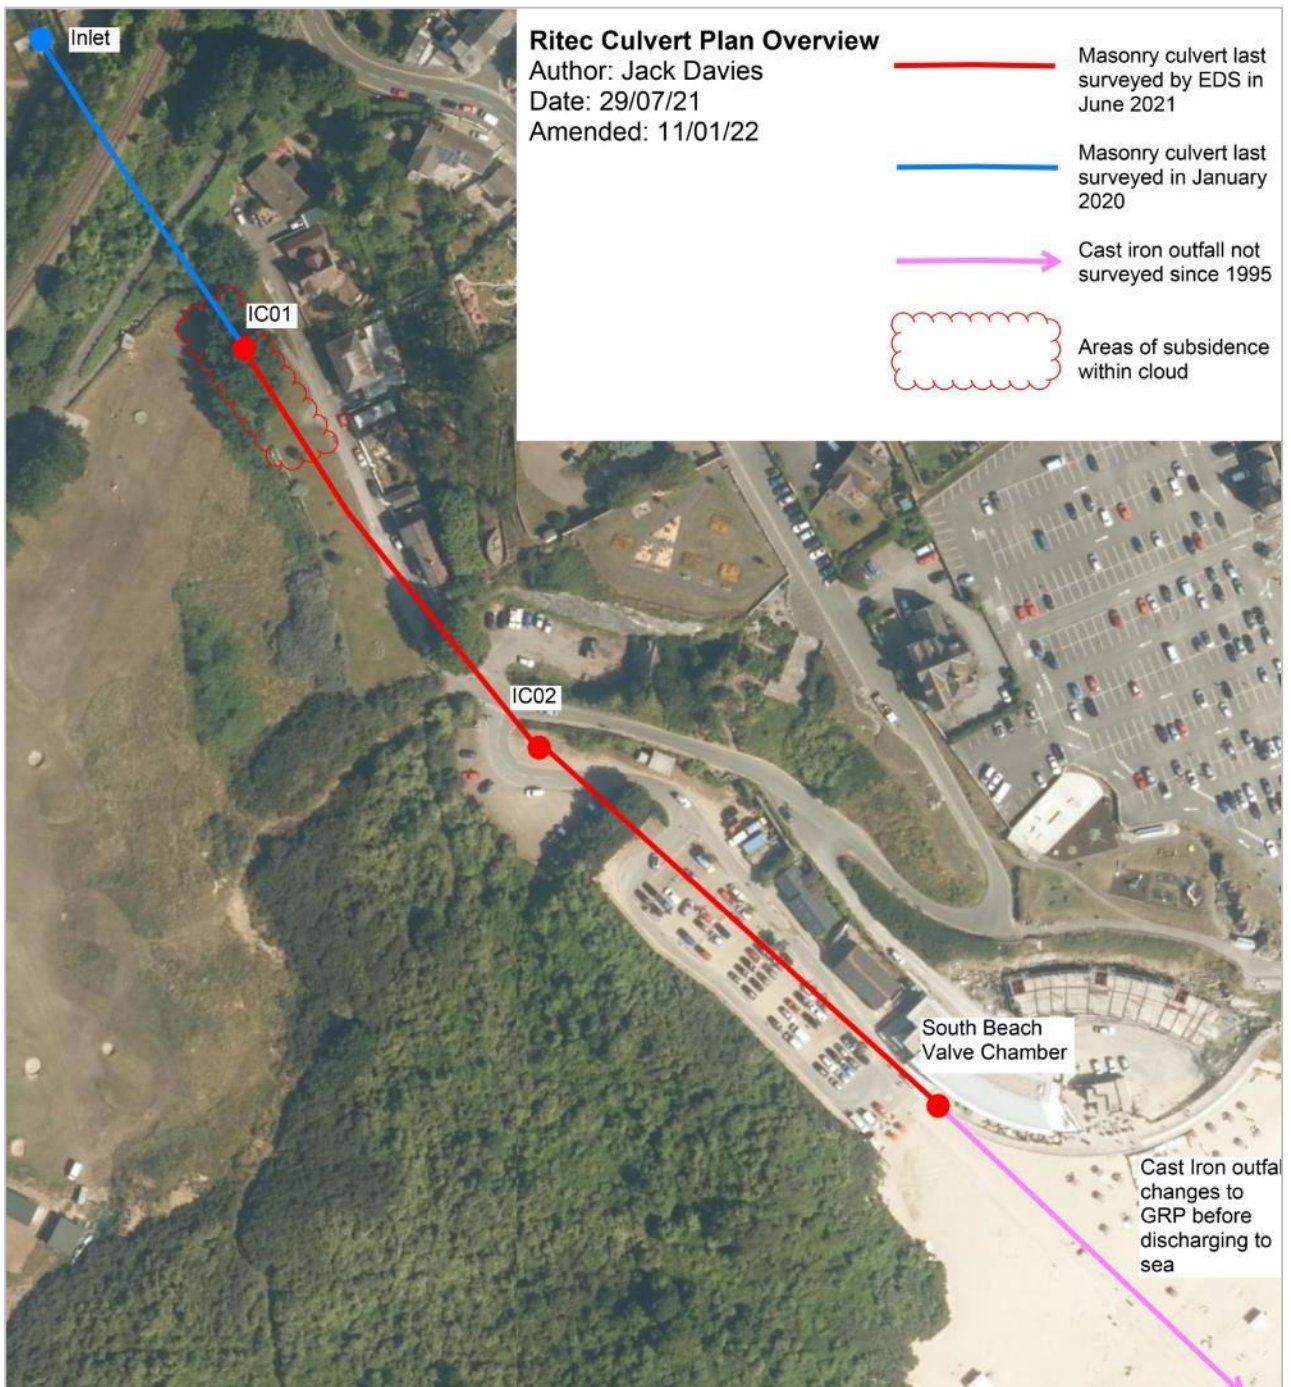 Inlet
Ritec Culvert Plan Overview
Author: Jack Davies
Date: 29/07/21
Amended: 11/01/22
Masonry culvert last
surveyed by EDS in
June 2021
Masonry culvert last
surveyed in January
2020
Cast iron outfall not
surveyed since 1995
Areas of subsidence
within cloud
IC01
IC02
South Beach
Valve Chamber
Cast Iron outfal
changes to
GRP before
discharging to
sea